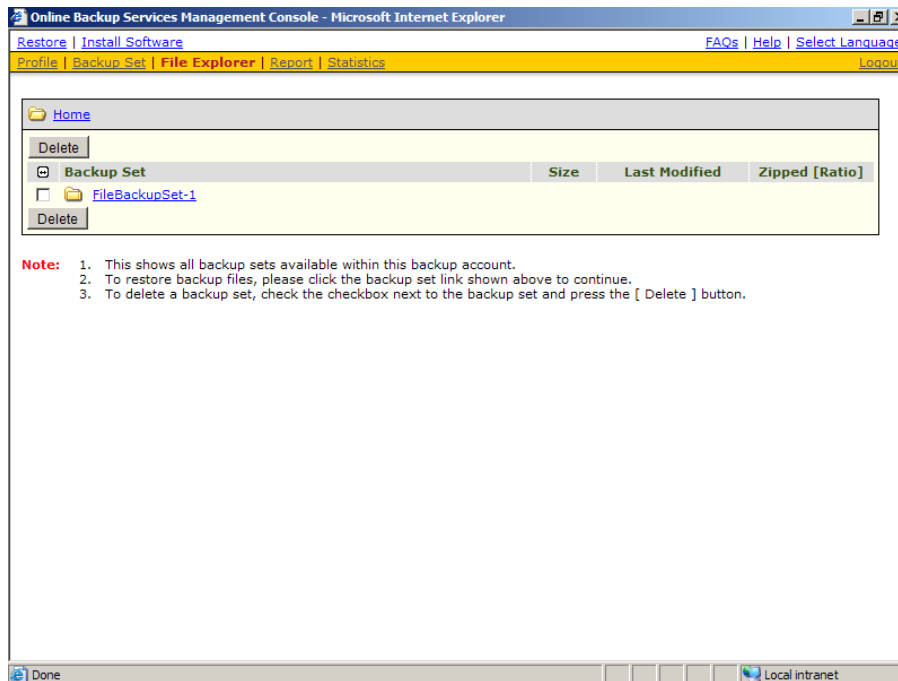 Online Backup Services Management Console - Microsoft Internet Explorer
Restore | Install Software FAQs | Help | Select Language
Profile | Backup Set | File Explorer | Report | Statistics Logou
Home
Delete
Backup Set Size Last Modified Zipped [Ratio]
FileBackupSet-1
Delete
Note: 1. This shows all backup sets available within this backup account.
2. To restore backup files, please click the backup set link shown above to continue.
3. To delete a backup set, check the checkbox next to the backup set and press the [ Delete ] button.
Done Local intranet